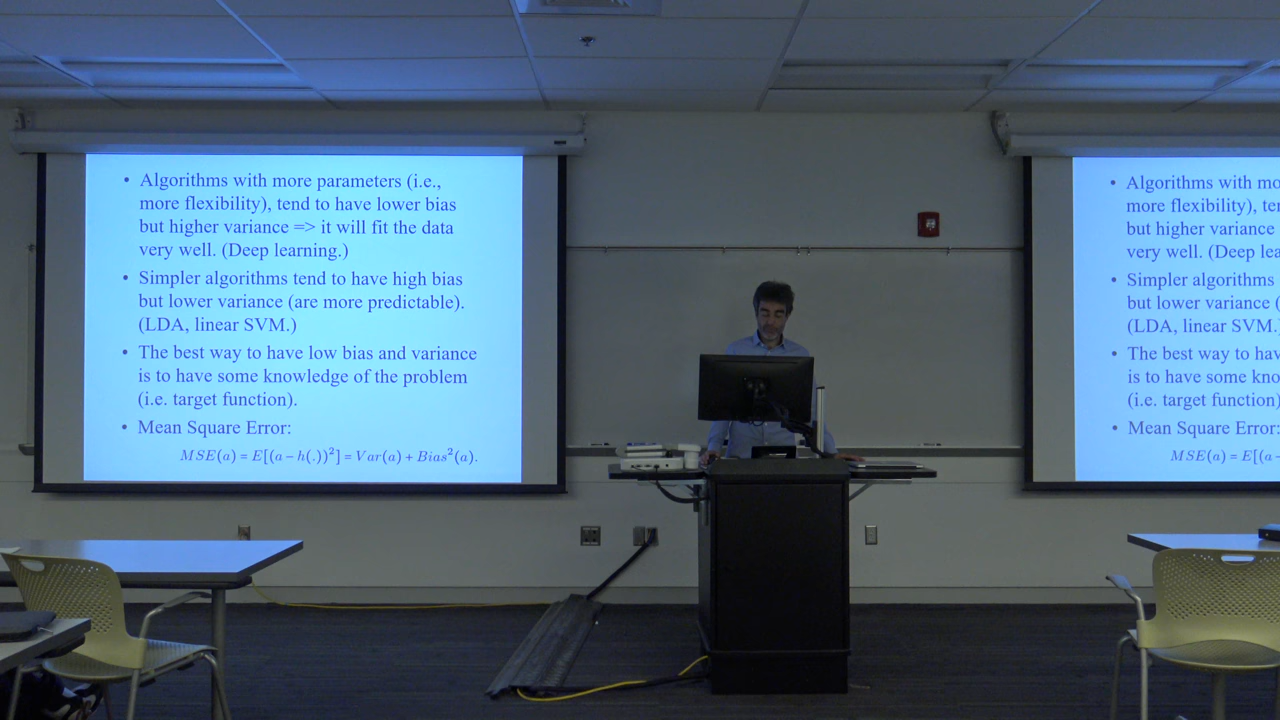 • Algorithms with more parameters (i.e.,
more flexibility), tend to have lower bias
but higher variance => it will fit the data
very well. (Deep learning.)
• Simpler algorithms tend to have high bias
but lower variance (are more predictable).
(LDA, linear SVM.)
• The best way to have low bias and variance
is to have some knowledge of the problem
(i.e. target function).
• Mean Square Error:
MSE(a) = E[(a − h(.))²] = Var(a) + Bias²(a).
• Algorithms with mo
more flexibility), ten
but higher variance
very well. (Deep lea
• Simpler algorithms
but lower variance (
(LDA, linear SVM.
• The best way to hav
is to have some kno
(i.e. target function)
• Mean Square Error:
MSE(a) = E[(a −